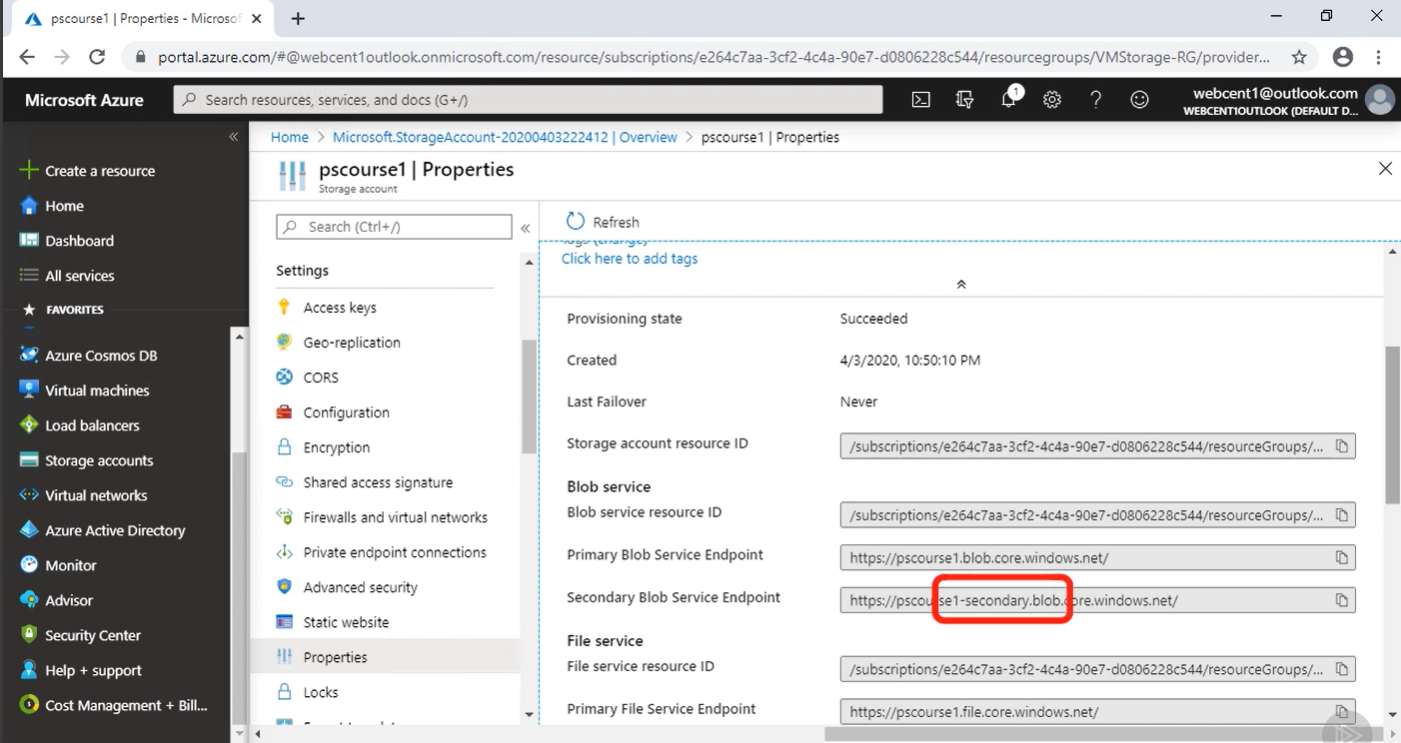 pscourse1 | Properties - Microsof
portal.azure.com/#@webcent1outlook.onmicrosoft.com/resource/subscriptions/e264c7aa-3cf2-4c4a-90e7-d0806228c544/resourcegroups/VMStorage-RG/provider...
Microsoft Azure
Search resources, services, and docs (G+/)
1
webcent1@outlook.com
WEBCENT1OUTLOOK (DEFAULT D...
Home > Microsoft.StorageAccount-20200403222412 | Overview > pscourse1 | Properties
Create a resource
Home
Dashboard
All services
FAVORITES
Azure Cosmos DB
Virtual machines
Load balancers
Storage accounts
Virtual networks
Azure Active Directory
Monitor
Advisor
Security Center
Help + support
Cost Management + Bill...
pscourse1 | Properties
Storage account
Search (Ctrl+/)
Settings
Access keys
Geo-replication
CORS
Configuration
Encryption
Shared access signature
Firewalls and virtual networks
Private endpoint connections
Advanced security
Static website
Properties
Locks
Refresh
Tags (change)
Click here to add tags
Provisioning state Succeeded
Created 4/3/2020, 10:50:10 PM
Last Failover Never
Storage account resource ID /subscriptions/e264c7aa-3cf2-4c4a-90e7-d0806228c544/resourceGroups/...
Blob service
Blob service resource ID /subscriptions/e264c7aa-3cf2-4c4a-90e7-d0806228c544/resourceGroups/...
Primary Blob Service Endpoint https://pscourse1.blob.core.windows.net/
Secondary Blob Service Endpoint https://pscourse1-secondary.blob.core.windows.net/
File service
File service resource ID /subscriptions/e264c7aa-3cf2-4c4a-90e7-d0806228c544/resourceGroups/...
Primary File Service Endpoint https://pscourse1.file.core.windows.net/